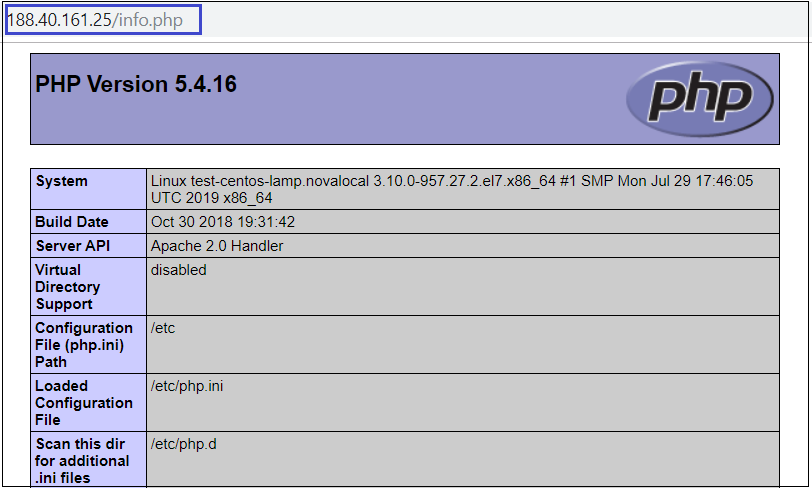 188.40.161.25/info.php
PHP Version 5.4.16
php
System
Linux test-centos-lamp.novalocal 3.10.0-957.27.2.el7.x86_64 #1 SMP Mon Jul 29 17:46:05
UTC 2019 x86_64
Build Date
Oct 30 2018 19:31:42
Server API
Apache 2.0 Handler
Virtual
Directory
Support
disabled
Configuration
File (php.ini)
Path
/etc
Loaded
Configuration
File
/etc/php.ini
Scan this dir
for additional
.ini files
/etc/php.d